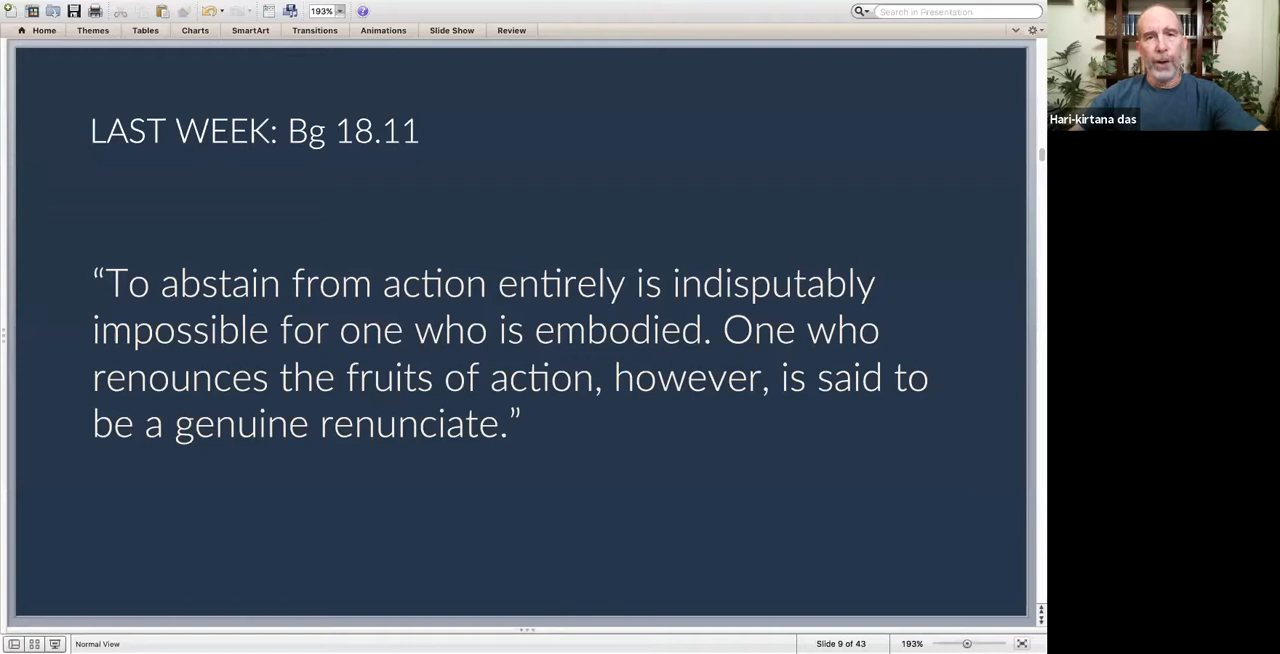 193%
Search in Presentation
Home
Themes
Tables
Charts
SmartArt
Transitions
Animations
Slide Show
Review
LAST WEEK: Bg 18.11
“To abstain from action entirely is indisputably
impossible for one who is embodied. One who
renounces the fruits of action, however, is said to
be a genuine renunciate.”
Hari-kirtana das
Normal View
Slide 9 of 43
193%